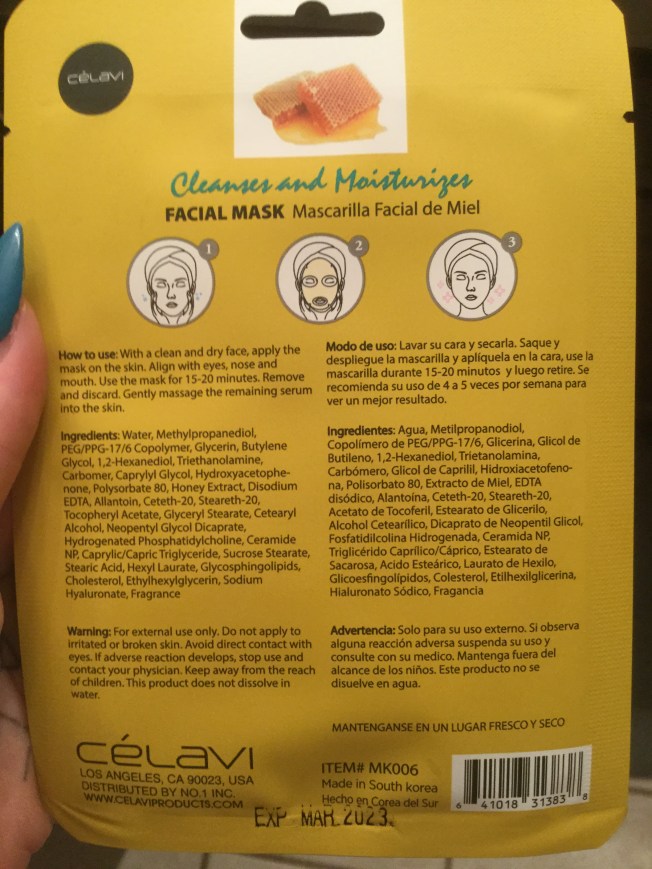 CéLAVI
Cleanses and Moisturizes
FACIAL MASK Mascarilla Facial de Miel
1
2
3
How to use: With a clean and dry face, apply the
mask on the skin. Align with eyes, nose and
mouth. Use the mask for 15-20 minutes. Remove
and discard. Gently massage the remaining serum
into the skin.
Modo de uso: Lavar su cara y secarla. Saque y
despliegue la mascarilla y aplíquela en la cara, use la
mascarilla durante 15-20 minutos y luego retire. Se
recomienda su uso de 4 a 5 veces por semana para
ver un mejor resultado.
Ingredients: Water, Methylpropanediol,
PEG/PPG-17/6 Copolymer, Glycerin, Butylene
Glycol, 1,2-Hexanediol, Triethanolamine,
Carbomer, Caprylyl Glycol, Hydroxyacetophe-
none, Polysorbate 80, Honey Extract, Disodium
EDTA, Allantoin, Ceteth-20, Steareth-20,
Tocopheryl Acetate, Glyceryl Stearate, Cetearyl
Alcohol, Neopentyl Glycol Dicaprate,
Hydrogenated Phosphatidylcholine, Ceramide
NP, Caprylic/Capric Triglyceride, Sucrose Stearate,
Stearic Acid, Hexyl Laurate, Glycosphingolipids,
Cholesterol, Ethylhexylglycerin, Sodium
Hyaluronate, Fragrance
Ingredientes: Agua, Metilpropanodiol,
Copolímero de PEG/PPG-17/6, Glicerina, Glicol de
Butileno, 1,2-Hexanediol, Trietanolamina,
Carbómero, Glicol de Caprilil, Hidroxiacetofeno-
na, Polisorbato 80, Extracto de Miel, EDTA
disódico, Alantoína, Ceteth-20, Steareth-20,
Acetato de Tocoferil, Estearato de Glicerilo,
Alcohol Cetearílico, Dicaprato de Neopentil Glicol,
Fosfatidilcolina Hidrogenada, Ceramida NP,
Triglicérido Caprílico/Cáprico, Estearato de
Sacarosa, Acido Esteárico, Laurato de Hexilo,
Glicoesfingolípidos, Colesterol, Etilhexilglicerina,
Hialuronato Sódico, Fragancia
Warning: For external use only. Do not apply to
irritated or broken skin. Avoid direct contact with
eyes. If adverse reaction develops, stop use and
contact your physician. Keep away from the reach
of children. This product does not dissolve in
water.
Advertencia: Solo para su uso externo. Si observa
alguna reacción adversa suspenda su uso y
consulte con su medico. Mantenga fuera del
alcance de los niños. Este producto no se
disuelve en agua.
MANTENGANSE EN UN LUGAR FRESCO Y SECO
CéLAVI
LOS ANGELES, CA 90023, USA
DISTRIBUTED BY NO.1 INC.
WWW.CELAVIPRODUCTS.COM
ITEM# MK006
Made in South korea
Hecho en Corea del Sur
6 41018 31383 8
EXP MAR. 2023.